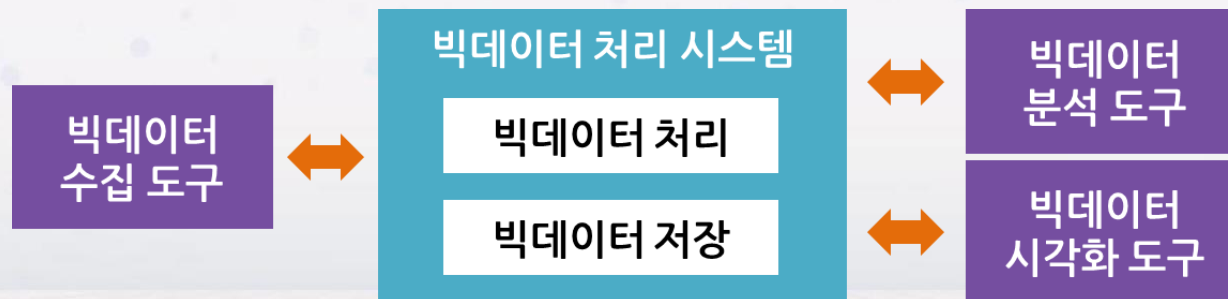 빅데이터
수집 도구
빅데이터 처리 시스템
빅데이터 처리
빅데이터 저장
빅데이터
분석 도구
빅데이터
시각화 도구